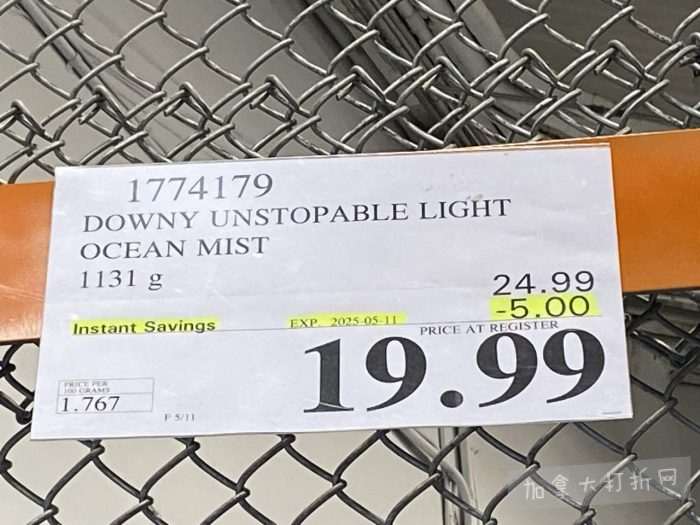 1774179
DOWNY UNSTOPABLE LIGHT
OCEAN MIST
1131 g
24.99
-5.00
Instant Savings EXP. 2025-05-11
PRICE AT REGISTER
19.99
PRICE PER
100 GRAMS
1.767
F 5/11
加拿大打折网